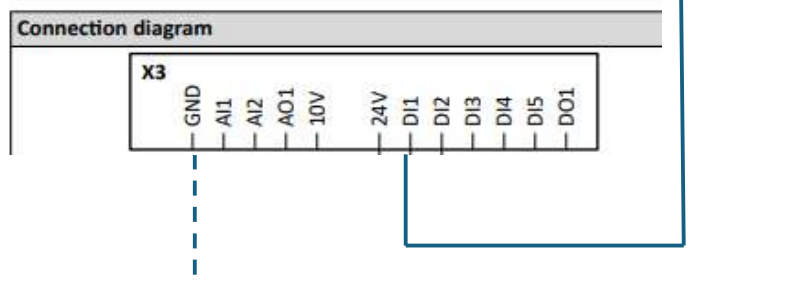 Connection diagram
X3
GND AI1 AI2 AO1 10V 24V DI1 DI2 DI3 DI4 DI5 DO1